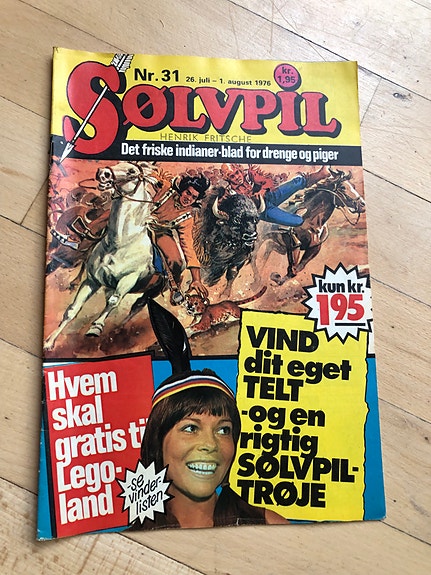 Nr. 31 26. juli - 1. august 1976
kr. 1,95
SØLVPIL
HENRIK FRITSCHE
Det friske indianer-blad for drenge og piger
kun kr.
1.95
VIND
dit eget
TELT
-og en
rigtig
SØLVPIL-
TRØJE
Hvem
skal
gratis ti
Lego-
land
-se
vinder-
listen